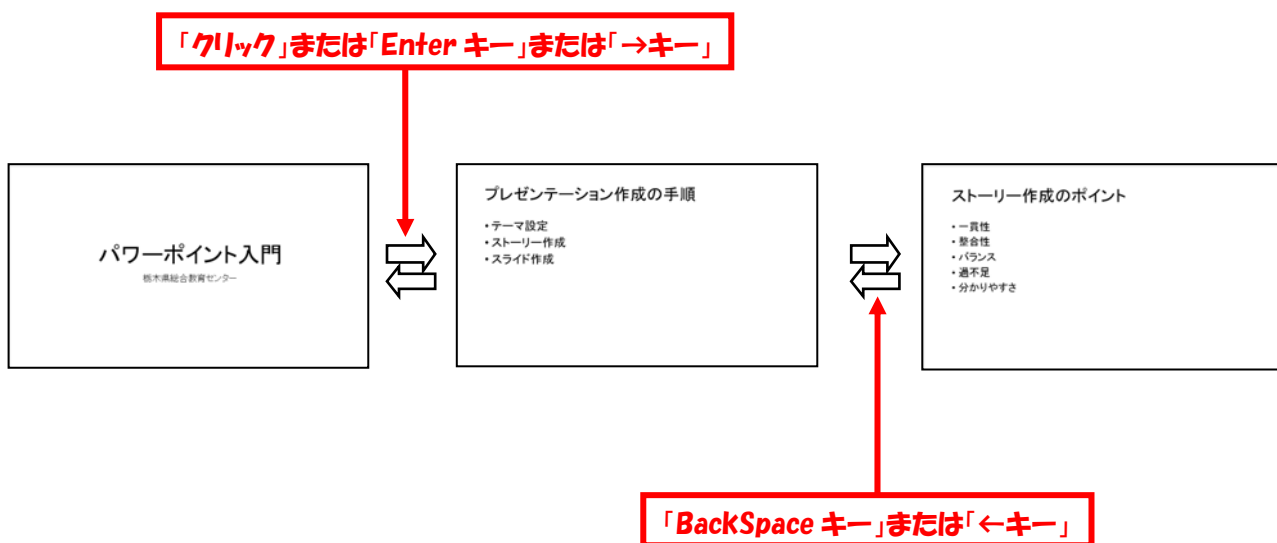 「クリック」または「Enter キー」または「→キー」
パワーポイント入門
栃木県総合教育センター
プレゼンテーション作成の手順
・テーマ設定
・ストーリー作成
・スライド作成
ストーリー作成のポイント
・一貫性
・整合性
・バランス
・過不足
・分かりやすさ
「BackSpace キー」または「←キー」